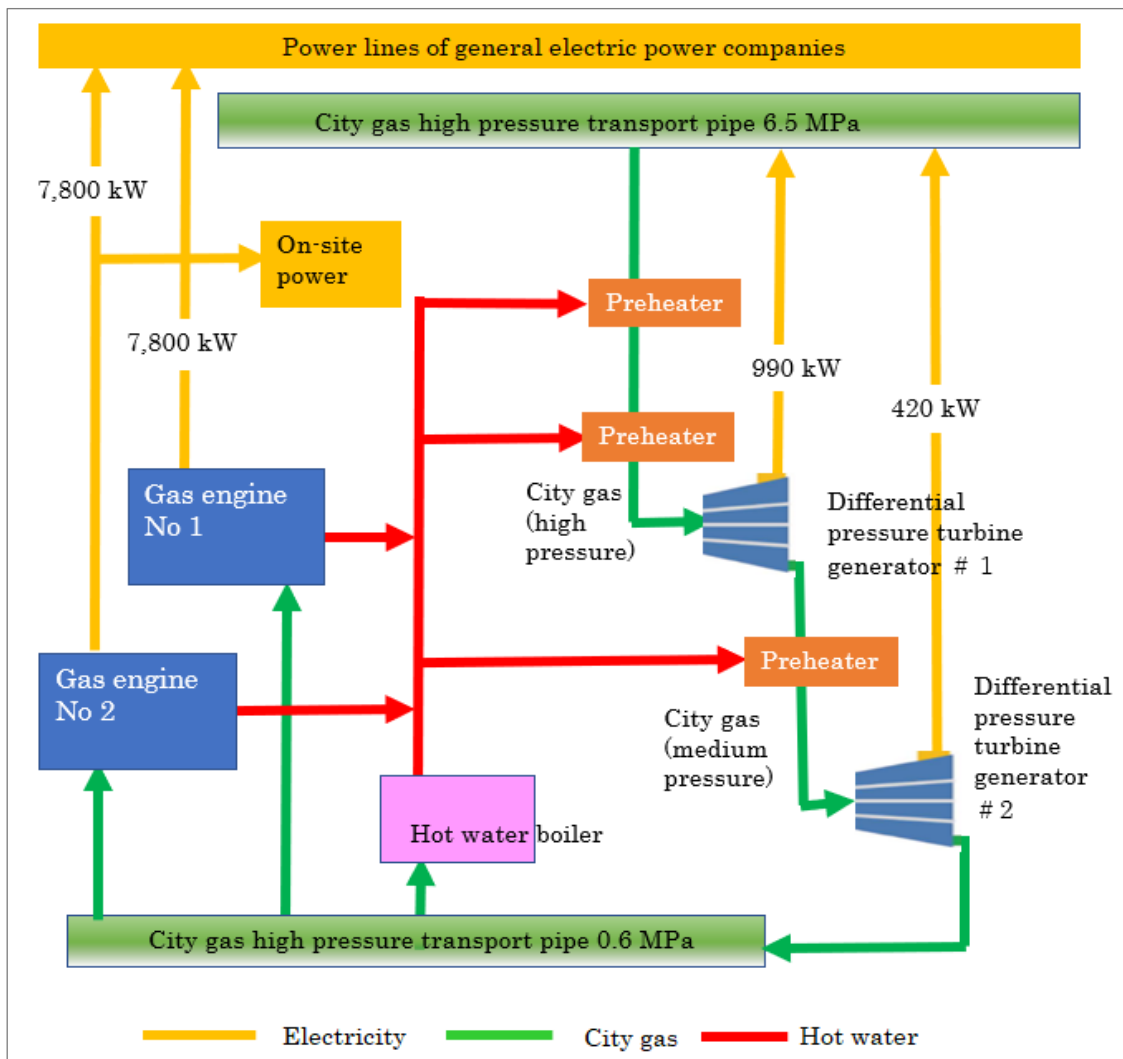 Power lines of general electric power companies
City gas high pressure transport pipe 6.5 MPa
7,800 kW
On-site
power
Preheater
7,800 kW
990 kW
420 kW
Preheater
Gas engine
No 1
City gas
(high
pressure)
Differential
pressure turbine
generator # 1
Preheater
Gas engine
No 2
City gas
(medium
pressure)
Differential
pressure
turbine
generator
#2
Hot water boiler
City gas high pressure transport pipe 0.6 MPa
Electricity
City gas
Hot water